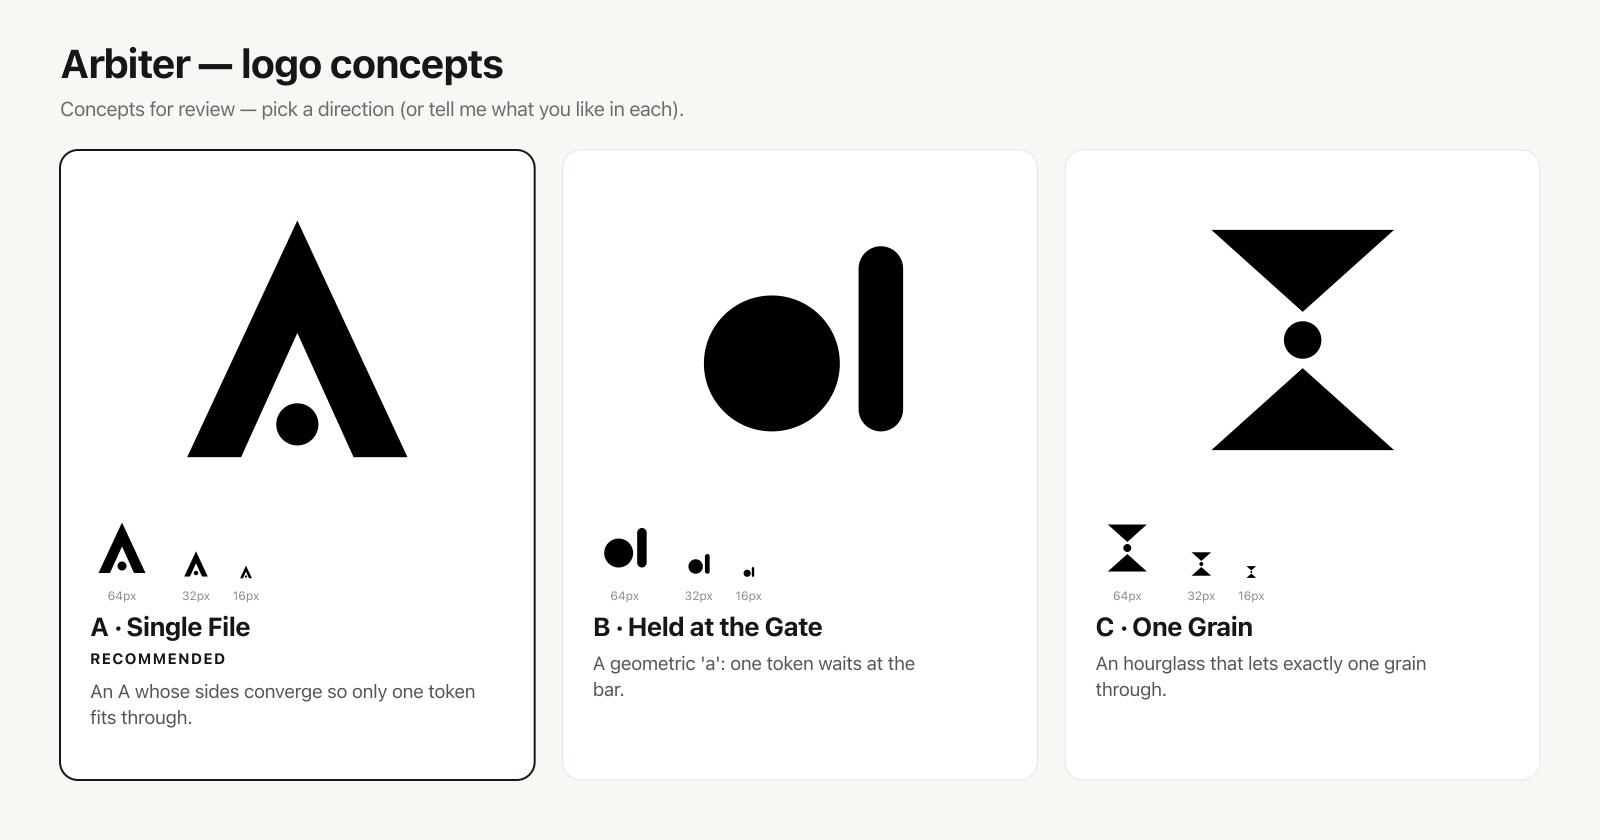 Arbiter — logo concepts
Concepts for review — pick a direction (or tell me what you like in each).
64px 32px 16px
A · Single File
RECOMMENDED
An A whose sides converge so only one token
fits through.
64px 32px 16px
B · Held at the Gate
A geometric 'a': one token waits at the
bar.
64px 32px 16px
C · One Grain
An hourglass that lets exactly one grain
through.